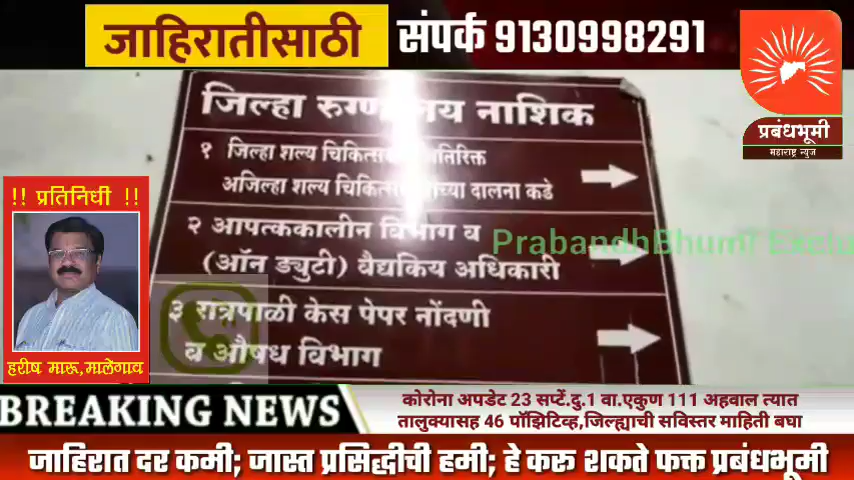 जाहिरातीसाठी संपर्क 9130998291
प्रबंधभूमी
महाराष्ट्र न्युज
जिल्हा नाशिक
१ जिल्हा शल्य
अजिल्हा शल्य दालना कडे
२ आपत्ककालीन विभाग व
(ऑन ड्युटी) वैद्यकिय अधिकारी
३ रात्रपाळी केस पेपर नोंदणी
व औषध विभाग
PrabandhBhumi Exclu
!! प्रतिनिधी !!
हरीष मारू,मालेगाव
BREAKING NEWS
कोरोना अपडेट 23 सप्टें.दु.1 वा.एकुण 111 अहवाल त्यात
तालुक्यासह 46 पॉझिटिव्ह,जिल्ह्याची सविस्तर माहिती बघा
जाहिरात दर कमी; जास्त प्रसिद्धीची हमी; हे करू शकते फक्त प्रबंधभूमी